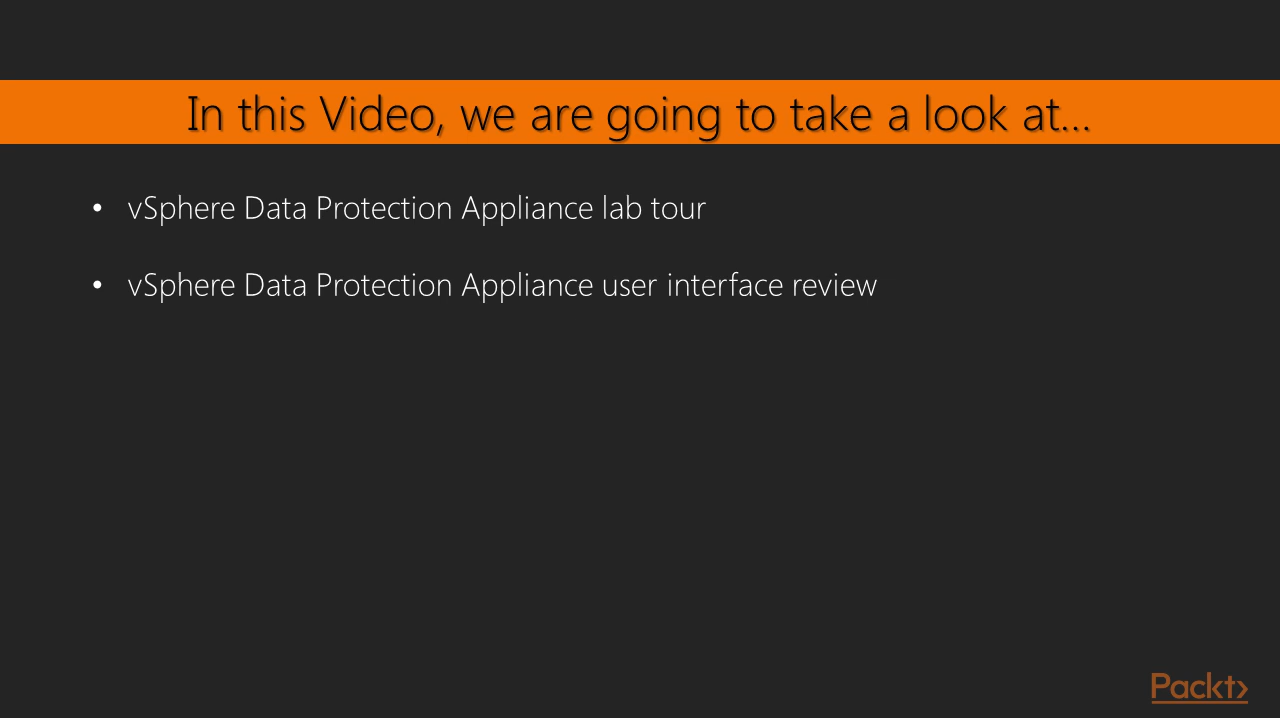 In this Video, we are going to take a look at...
• vSphere Data Protection Appliance lab tour
• vSphere Data Protection Appliance user interface review
Packt>